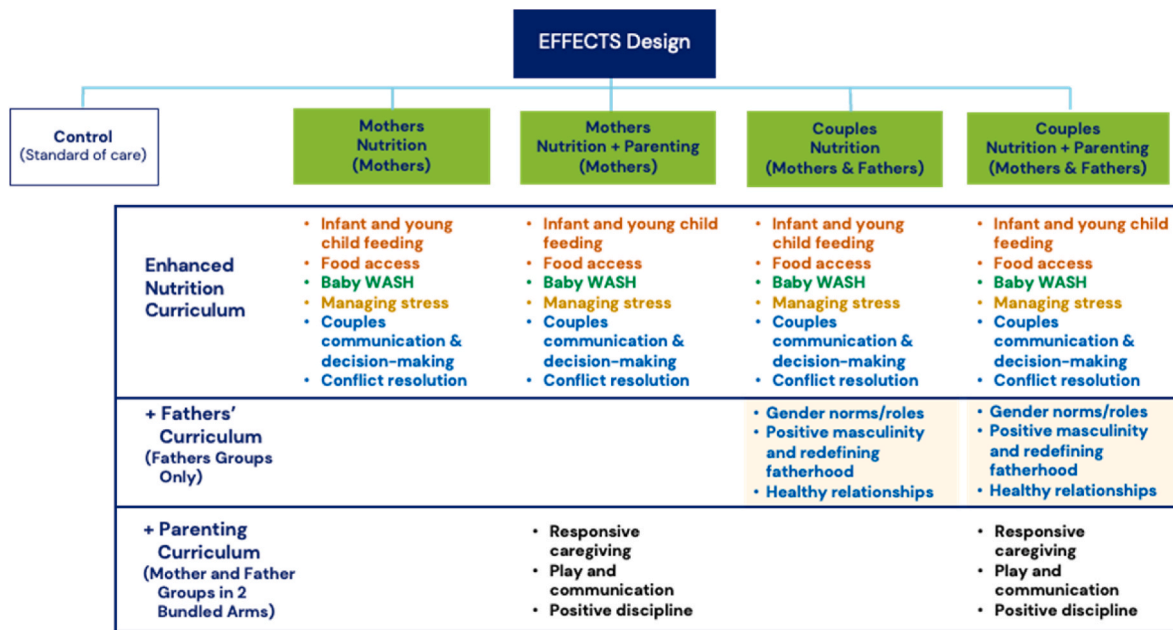 EFFECTS Design
Control
(Standard of care)
Mothers
Nutrition
(Mothers)
Mothers
Nutrition + Parenting
(Mothers)
Couples
Nutrition
(Mothers & Fathers)
Couples
Nutrition + Parenting
(Mothers & Fathers)
Enhanced
Nutrition
Curriculum
• Infant and young
child feeding
• Food access
• Baby WASH
• Managing stress
• Couples
communication &
decision-making
• Conflict resolution
• Infant and young child
feeding
• Food access
• Baby WASH
• Managing stress
• Couples
communication &
decision-making
• Conflict resolution
• Infant and young
child feeding
• Food access
• Baby WASH
• Managing stress
• Couples
communication &
decision-making
• Conflict resolution
• Infant and young child
feeding
• Food access
• Baby WASH
• Managing stress
• Couples
communication &
decision-making
• Conflict resolution
+ Fathers'
Curriculum
(Fathers Groups
Only)
• Gender norms/roles
• Positive masculinity
and redefining
fatherhood
• Healthy relationships
• Gender norms/roles
• Positive masculinity
and redefining
fatherhood
• Healthy relationships
+ Parenting
Curriculum
(Mother and Father
Groups in 2
Bundled Arms)
• Responsive
caregiving
• Play and
communication
• Positive discipline
• Responsive
caregiving
• Play and
communication
• Positive discipline